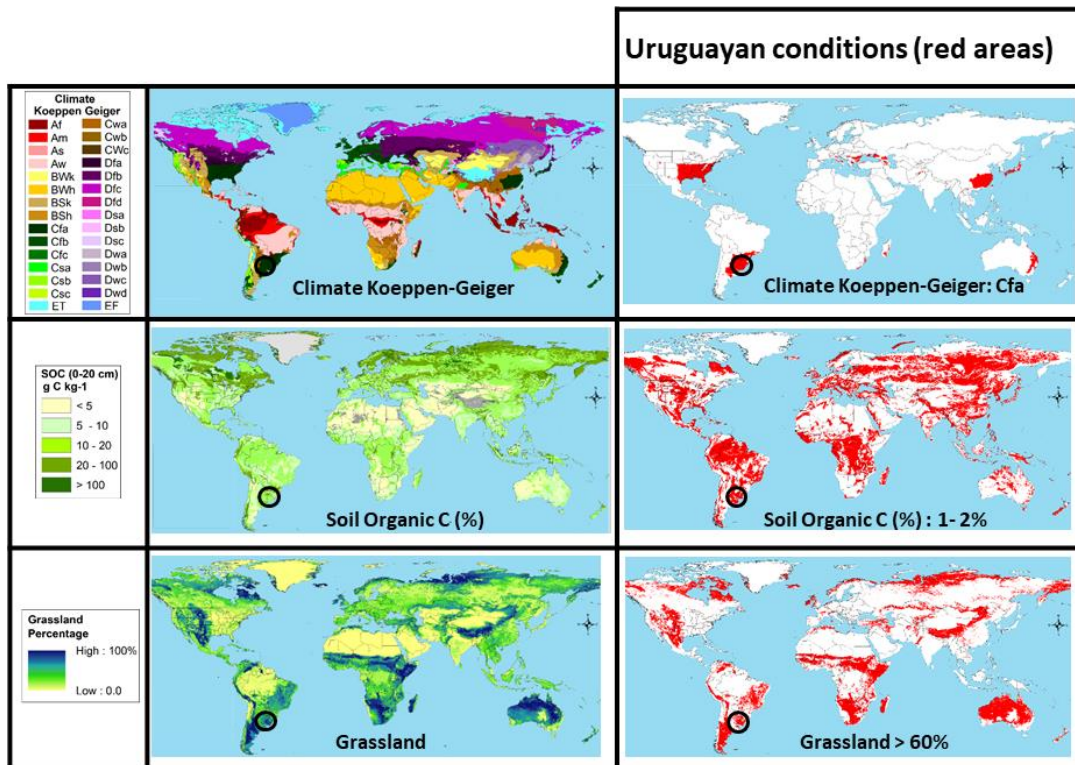 Uruguayan conditions (red areas)
Climate
Koeppen Geiger
Af Cwa
Am Cwb
As CWc
Aw Dfa
BWk Dfb
BWh Dfc
BSk Dfd
BSh Dsa
Cfa Dsb
Cfb Dsc
Cfc Dwa
Csa Dwb
Csb Dwc
Csc Dwd
ET EF
Climate Koeppen-Geiger
Climate Koeppen-Geiger: Cfa
SOC (0-20 cm)
g C kg-1
< 5
5 - 10
10 - 20
20 - 100
> 100
Soil Organic C (%)
Soil Organic C (%) : 1- 2%
Grassland
Percentage
High : 100%
Low : 0.0
Grassland
Grassland > 60%